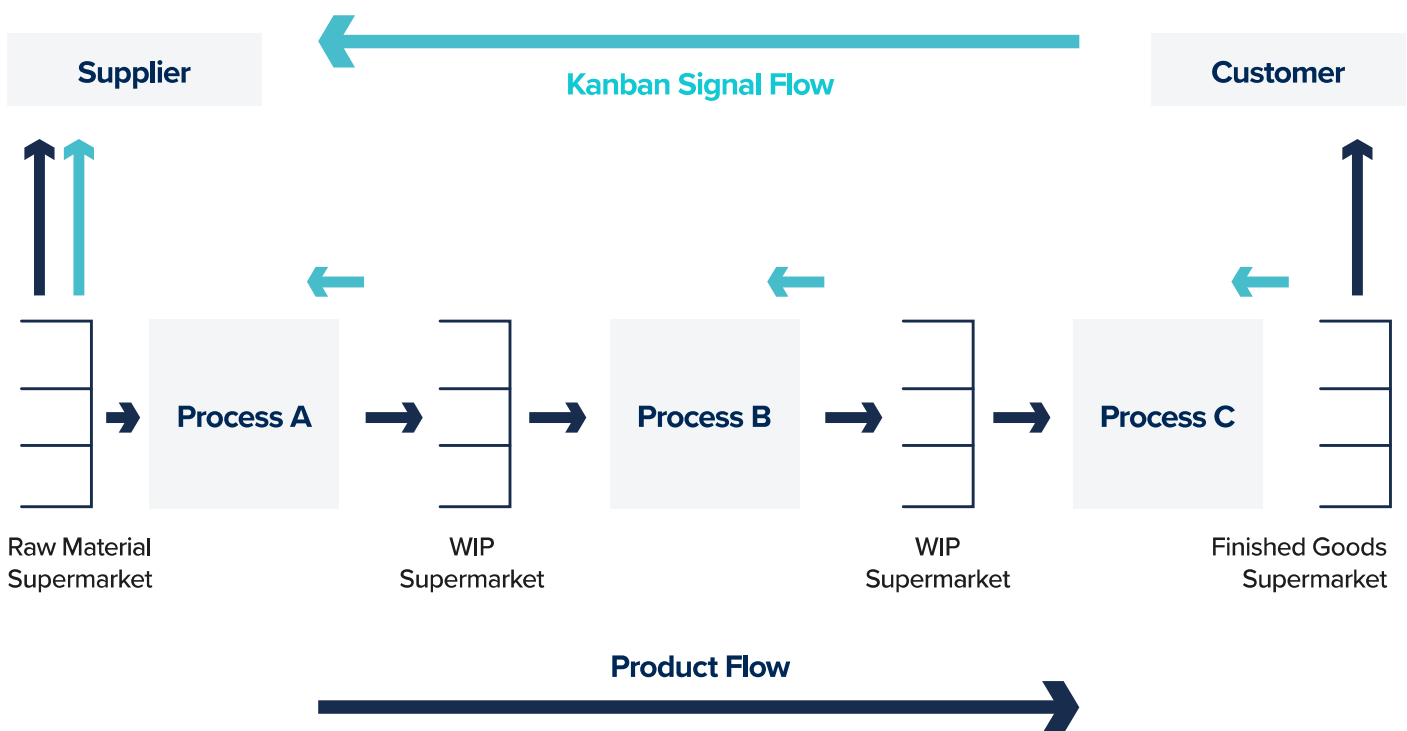 Supplier
Kanban Signal Flow
Customer
Process A
Process B
Process C
Raw Material
Supermarket
WIP
Supermarket
WIP
Supermarket
Finished Goods
Supermarket
Product Flow